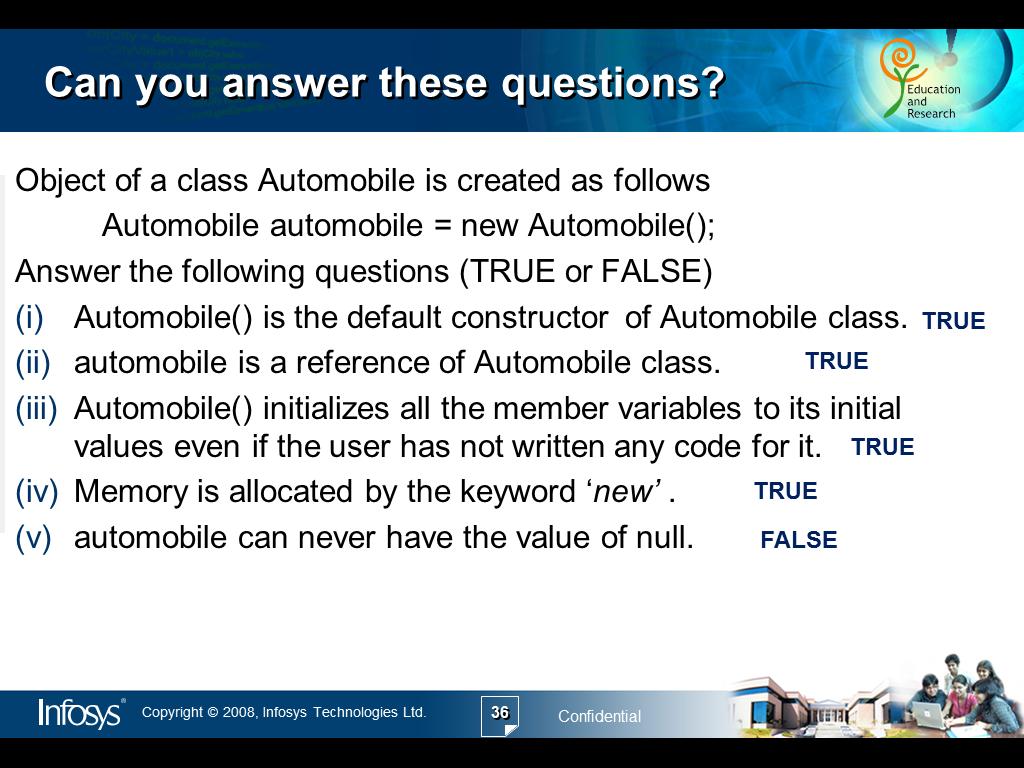 Can you answer these questions?
Education
and
Research
Object of a class Automobile is created as follows
Automobile automobile = new Automobile();
Answer the following questions (TRUE or FALSE)
(i) Automobile() is the default constructor of Automobile class. TRUE
(ii) automobile is a reference of Automobile class. TRUE
(iii) Automobile() initializes all the member variables to its initial
values even if the user has not written any code for it. TRUE
(iv) Memory is allocated by the keyword ‘new’ . TRUE
(v) automobile can never have the value of null. FALSE
Infosys® Copyright © 2008, Infosys Technologies Ltd. 36 Confidential